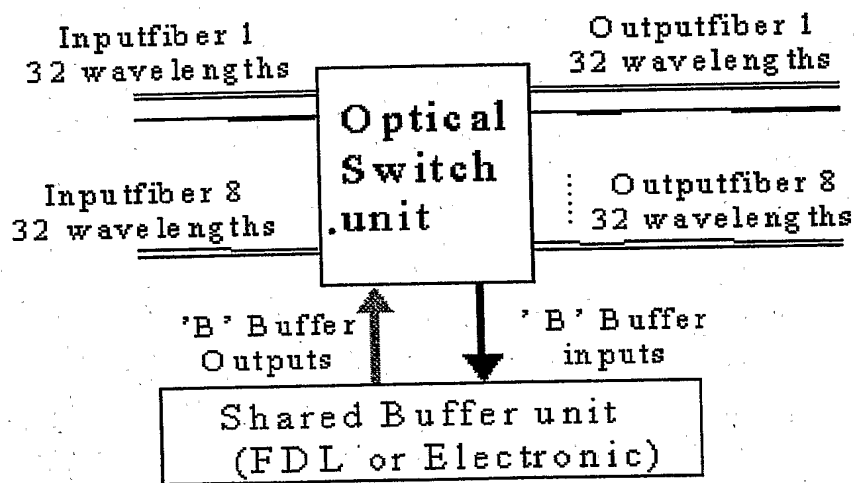 Inputfiber 1
32 wavelengths
Outputfiber 1
32 wavelengths
Optical
Switch
.unit
Inputfiber 8
32 wavelengths
Outputfiber 8
32 wavelengths
'B' Buffer
Outputs
'B' Buffer
inputs
Shared Buffer unit
(FDL or Electronic)